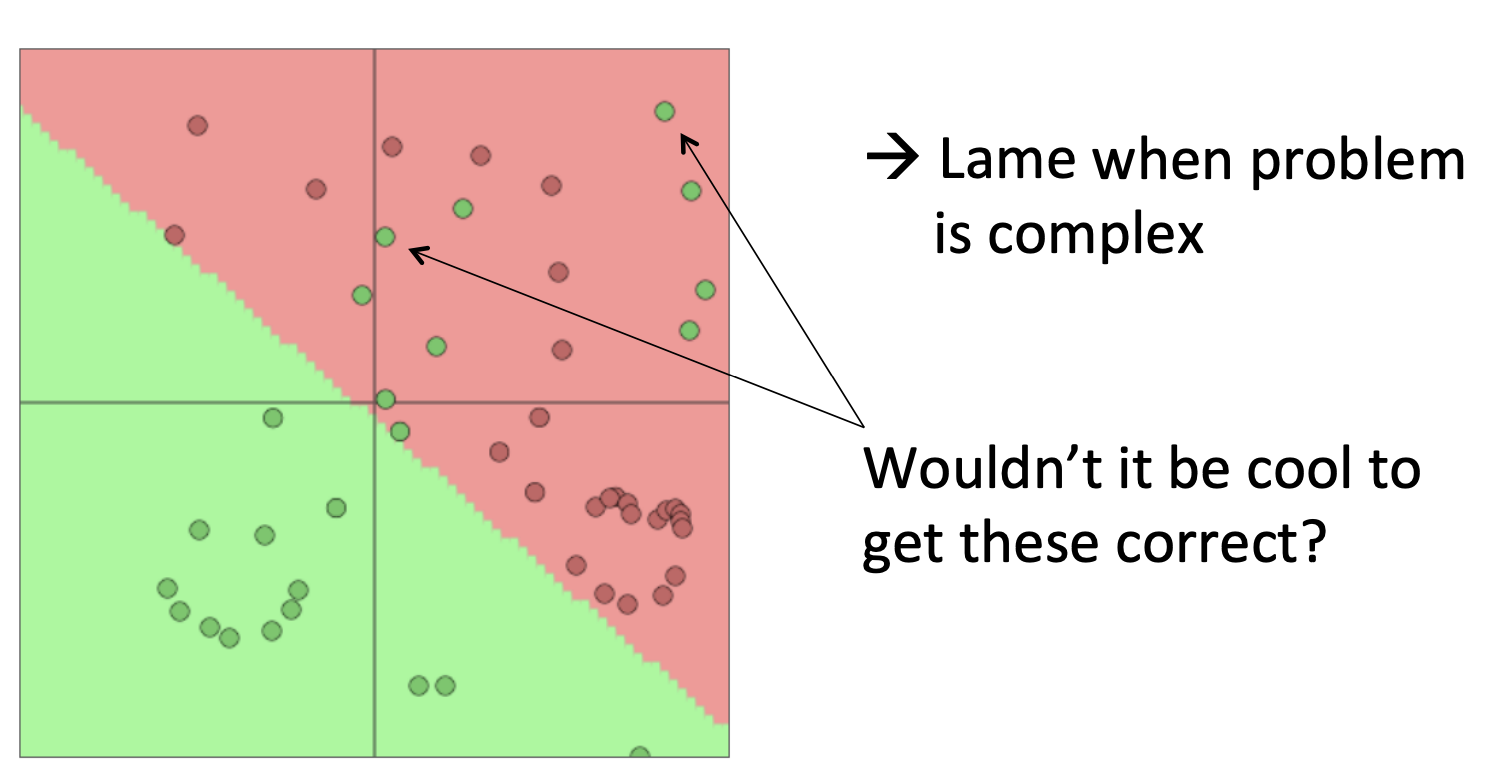 → Lame when problem
is complex
Wouldn’t it be cool to
get these correct?